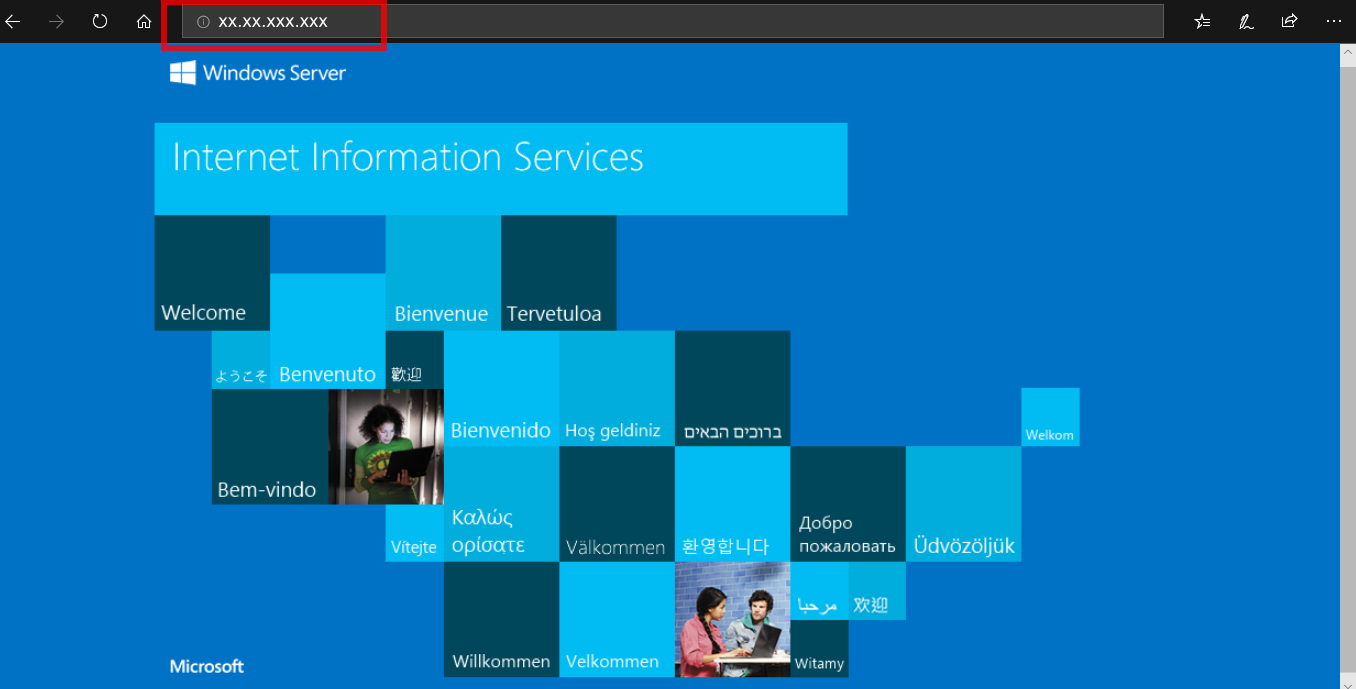 xx.xx.xxx.xxx
Windows Server
Internet Information Services
Welcome
Bienvenue
Tervetuloa
ようこそ
Benvenuto
歡迎
Bienvenido
Hoş geldiniz
ברוכים הבאים
Welkom
Bem-vindo
Vítejte
Καλώς
ορίσατε
Välkommen
환영합니다
Добро
пожаловать
Üdvözöljük
مرحبا
欢迎
Willkommen
Velkommen
Witamy
Microsoft